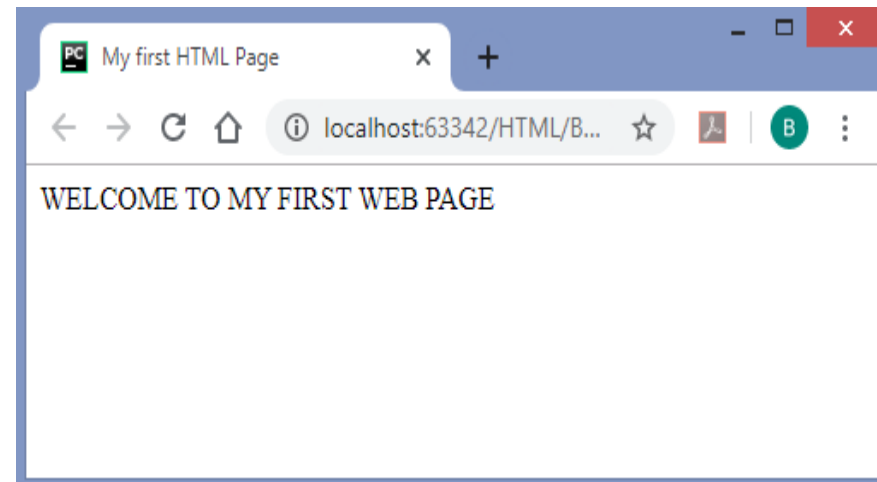 PC My first HTML Page
localhost:63342/HTML/B...
B
WELCOME TO MY FIRST WEB PAGE